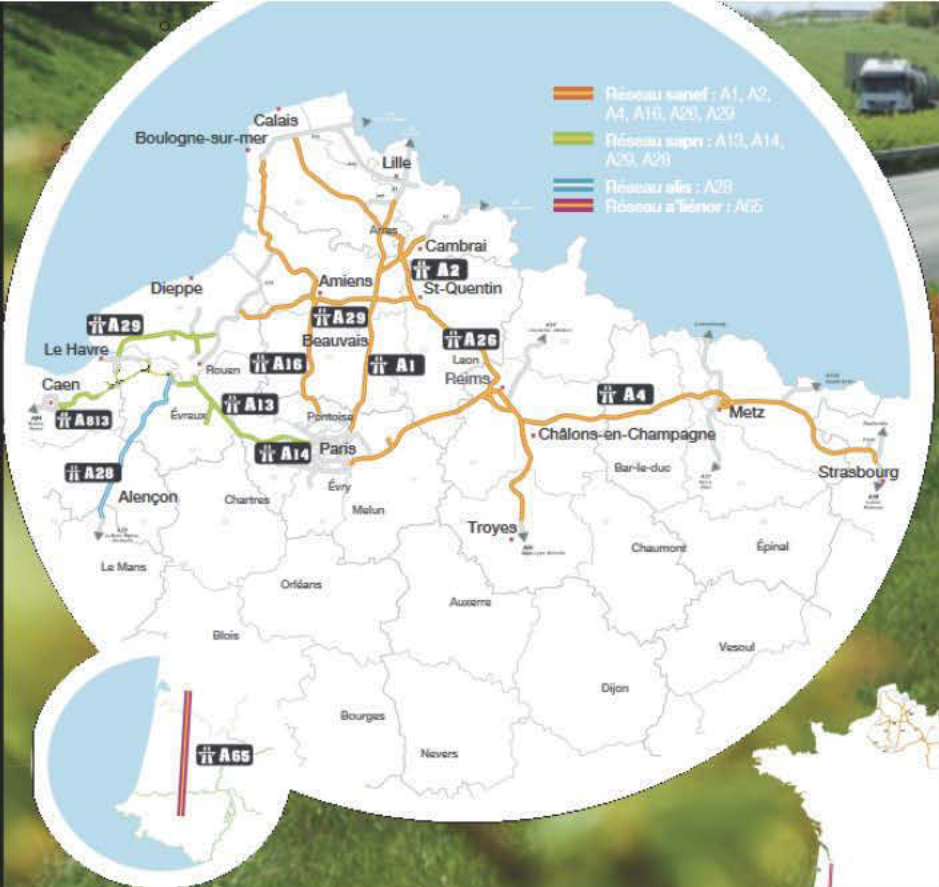 Réseau sanef : A1, A2,
A4, A16, A26, A29
Réseau sapn : A13, A14,
A29, A28
Réseau alis : A28
Réseau a'liénor : A65
Calais
Boulogne-sur-mer
Lille
Arras
Cambrai
A2
Dieppe
Amiens
St-Quentin
A29
A29
Beauvais
A26
Le Havre
Rouen
A16
A1
Laon
Reims
Caen
A813
Évreux
A13
Pontoise
A4
Metz
A14
Paris
Châlons-en-Champagne
A28
Évry
Bar-le-duc
Strasbourg
Alençon
Chartres
Melun
Troyes
Chaumont
Épinal
Le Mans
Orléans
Auxerre
Blois
Vesoul
Dijon
Bourges
A65
Nevers